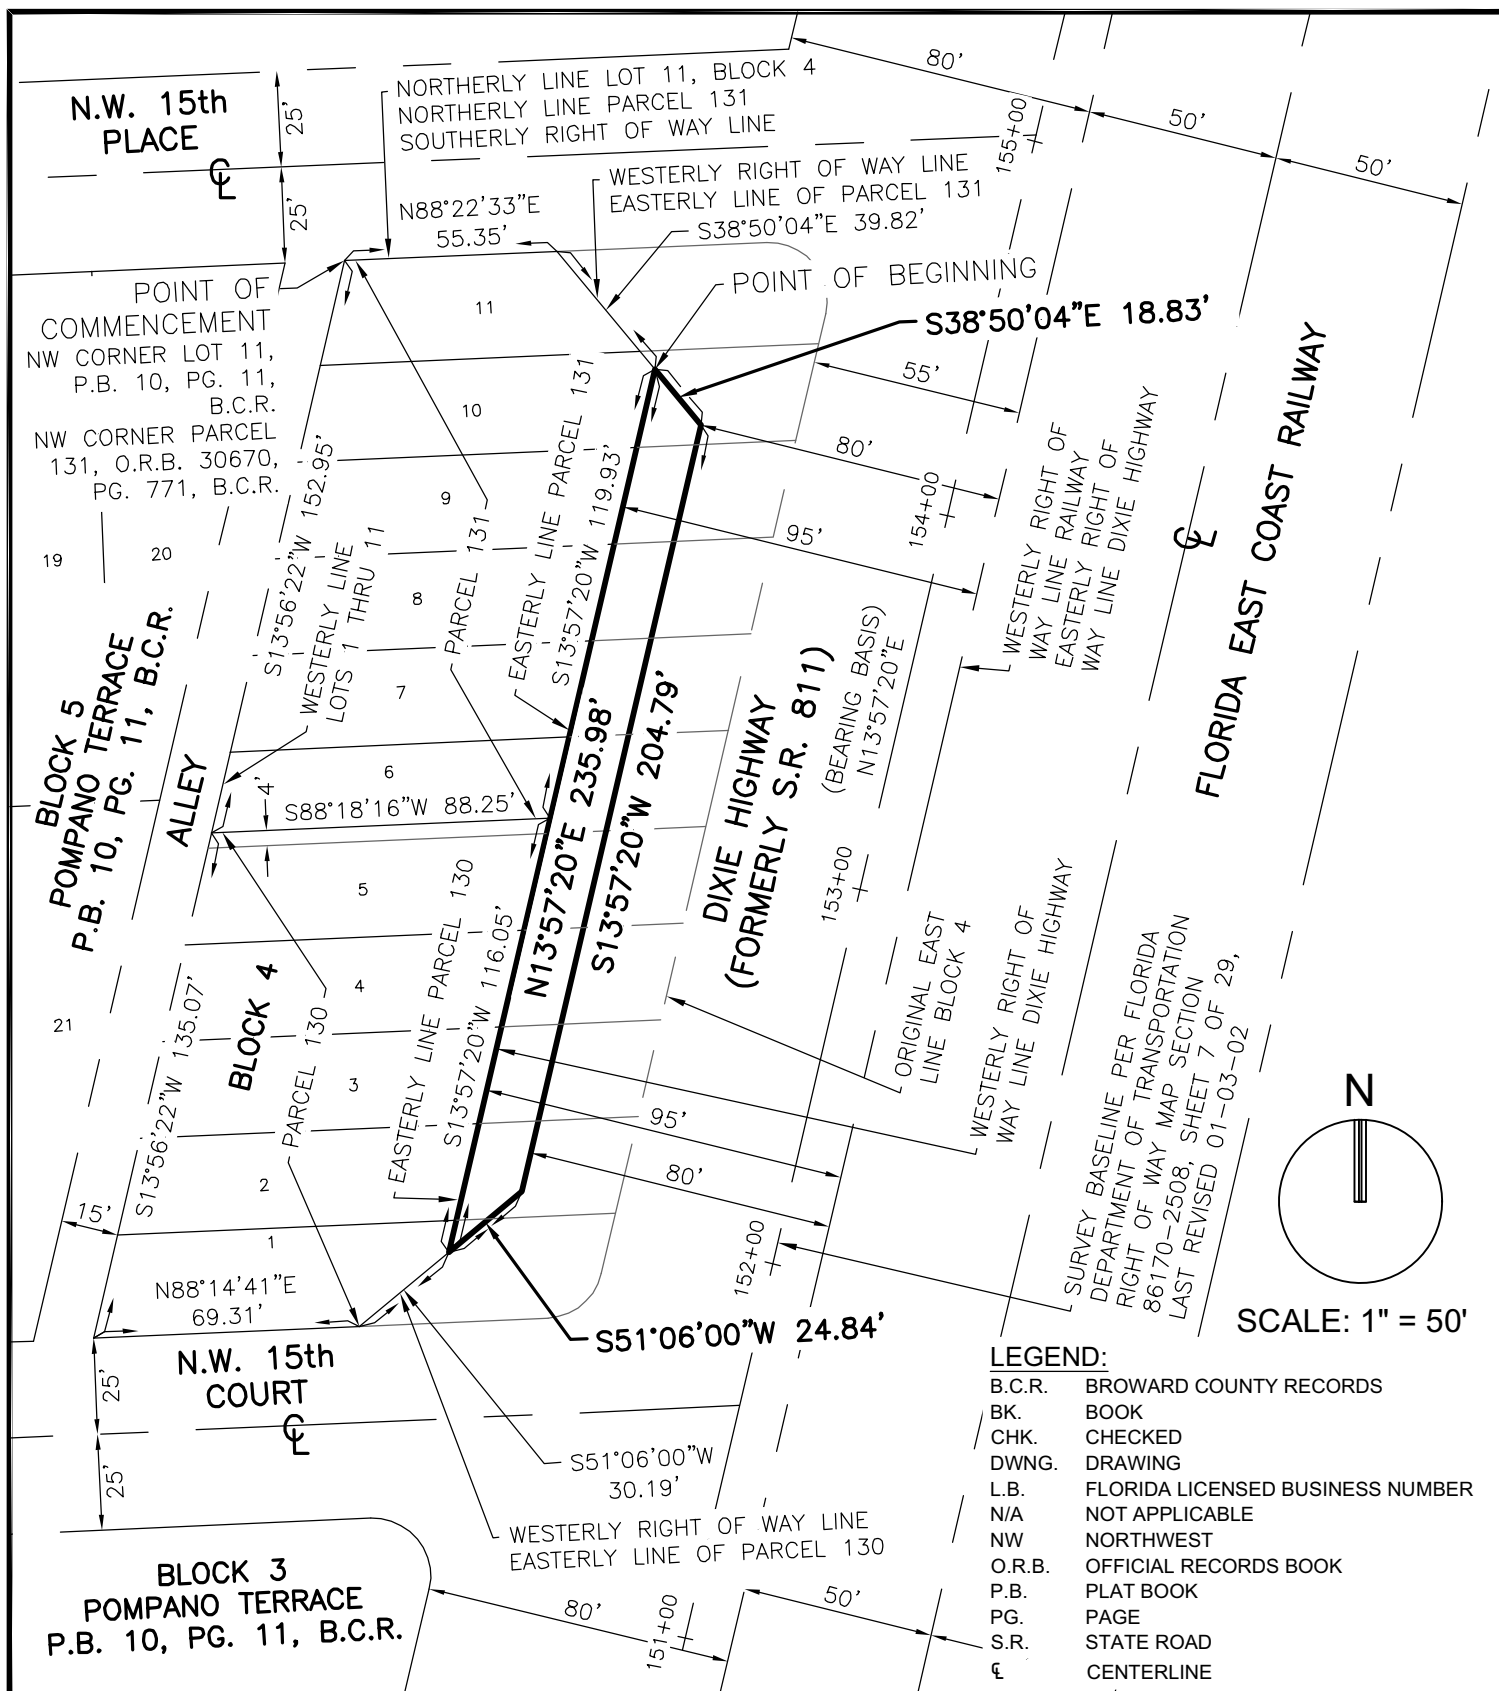 N.W. 15th
PLACE
25'
25'
NORTHERLY LINE LOT 11, BLOCK 4
NORTHERLY LINE PARCEL 131
SOUTHERLY RIGHT OF WAY LINE
80'
50'
50'
155+00
WESTERLY RIGHT OF WAY LINE
EASTERLY LINE OF PARCEL 131
N88°22'33"E
55.35'
S38°50'04"E 39.82'
POINT OF BEGINNING
S38°50'04"E 18.83'
POINT OF
COMMENCEMENT
NW CORNER LOT 11,
P.B. 10, PG. 11,
B.C.R.
NW CORNER PARCEL
131, O.R.B. 30670,
PG. 771, B.C.R.
11
10
9
8
7
6
5
4
3
2
1
19
20
21
S13°56'22"W 152.95'
WESTERLY LINE
LOTS 1 THRU 11
PARCEL 131
EASTERLY LINE PARCEL 131
S13°57'20"W 119.93'
55'
80'
95'
154+00
WESTERLY RIGHT OF
WAY LINE RAILWAY
EASTERLY RIGHT OF
WAY LINE DIXIE HIGHWAY
℄
FLORIDA EAST COAST RAILWAY
BLOCK 5
POMPANO TERRACE
P.B. 10, PG. 11, B.C.R.
ALLEY
4'
S88°18'16"W 88.25'
N13°57'20"E 235.98'
S13°57'20"W 204.79'
DIXIE HIGHWAY
(FORMERLY S.R. 811)
(BEARING BASIS)
N13°57'20"E
153+00
BLOCK 4
S13°56'22"W 135.07'
PARCEL 130
EASTERLY LINE PARCEL 130
S13°57'20"W 116.05'
ORIGINAL EAST
LINE BLOCK 4
WESTERLY RIGHT OF
WAY LINE DIXIE HIGHWAY
SURVEY BASELINE PER FLORIDA
DEPARTMENT OF TRANSPORTATION
RIGHT OF WAY MAP SECTION
86170-2508, SHEET 7 OF 29,
LAST REVISED 01-03-02
95'
80'
152+00
15'
N88°14'41"E
69.31'
S51°06'00"W 24.84'
N
SCALE: 1" = 50'
N.W. 15th
COURT
℄
25'
25'
℄
S51°06'00"W
30.19'
WESTERLY RIGHT OF WAY LINE
EASTERLY LINE OF PARCEL 130
BLOCK 3
POMPANO TERRACE
P.B. 10, PG. 11, B.C.R.
80'
151+00
50'
LEGEND:
B.C.R. BROWARD COUNTY RECORDS
BK. BOOK
CHK. CHECKED
DWNG. DRAWING
L.B. FLORIDA LICENSED BUSINESS NUMBER
N/A NOT APPLICABLE
NW NORTHWEST
O.R.B. OFFICIAL RECORDS BOOK
P.B. PLAT BOOK
PG. PAGE
S.R. STATE ROAD
℄ CENTERLINE